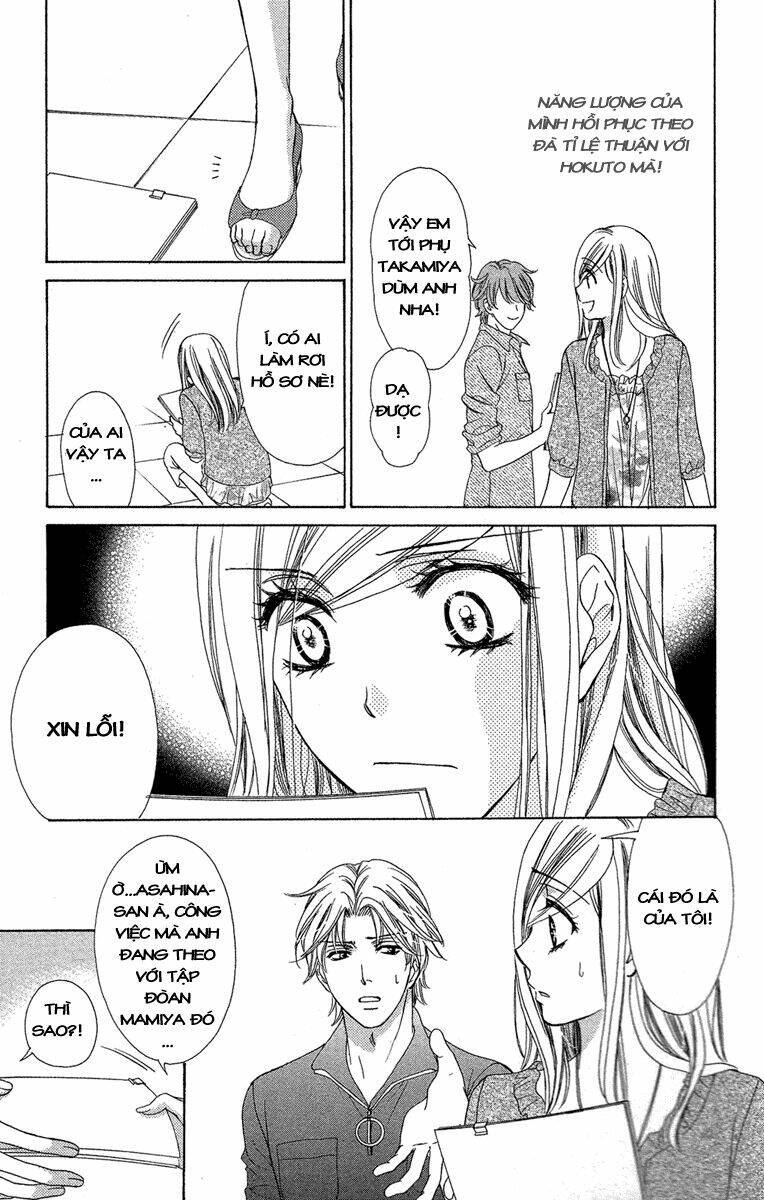 NĂNG LƯỢNG CỦA
MÌNH HỒI PHỤC THEO
ĐÀ TỈ LỆ THUẬN VỚI
HOKUTO MÀ!
VẬY EM
TỚI PHỤ
TAKAMIYA
DÙM ANH
NHA!
DẠ
ĐƯỢC
!
Í, CÓ AI
LÀM RƠI
HỒ SƠ NÈ!
CỦA AI
VẬY TA
...
XIN LỖI!
CÁI ĐÓ LÀ
CỦA TÔI!
ỪM
Ờ...ASAHINA-
SAN À, CÔNG
VIỆC MÀ ANH
ĐANG THEO
VỚI TẬP
ĐÒAN
MAMIYA ĐÓ
...
THÌ
SAO?!